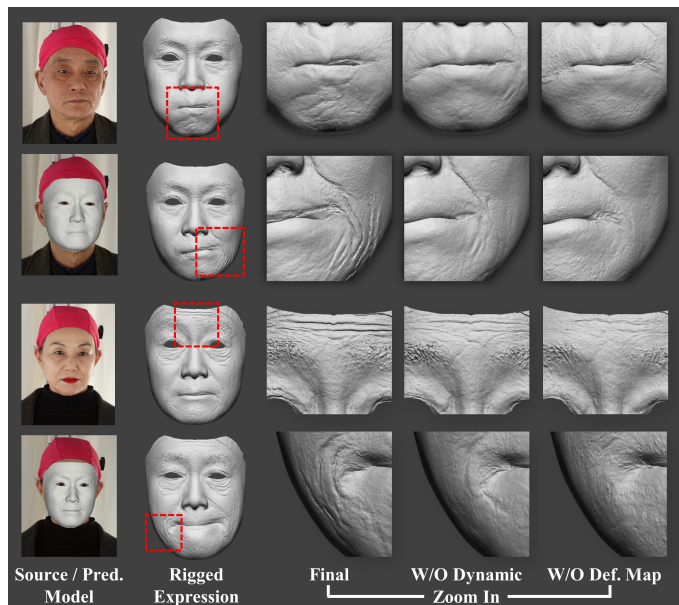 Source / Pred. Model
Rigged Expression
Final
W/O Dynamic
W/O Def. Map
Zoom In